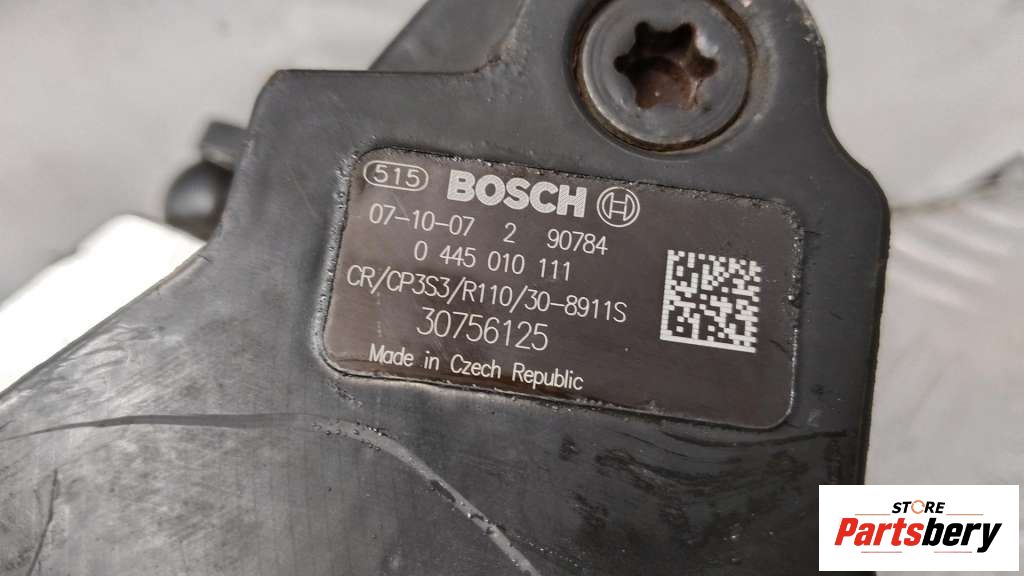 515 BOSCH
07-10-07 2 90784
0 445 010 111
CR/CP3S3/R110/30-8911S
30756125
Made in Czech Republic
STORE
Partsbery